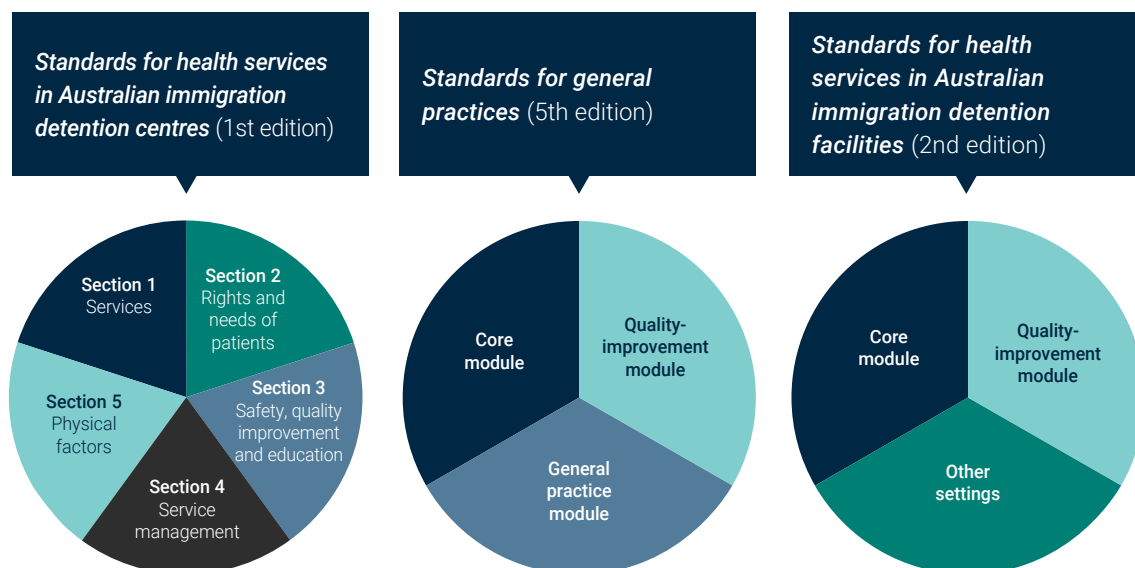 Standards for health services
in Australian immigration
detention centres (1st edition)
Standards for general
practices (5th edition)
Standards for health
services in Australian
immigration detention
facilities (2nd edition)
Section 1
Services
Section 2
Rights and
needs of
patients
Section 3
Safety, quality
improvement
and education
Section 4
Service
management
Section 5
Physical
factors
Core
module
Quality-
improvement
module
General
practice
module
Core
module
Quality-
improvement
module
Other
settings